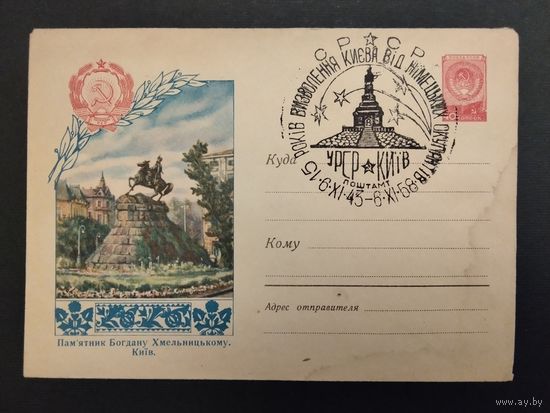 СРСР
15 РОКІВ ВИЗВОЛЕННЯ КИЄВА ВІД НІМЕЦЬКИХ ОКУПАНТІВ
УРСР КИЇВ
ПОШТАМТ
6·XI·43–6·XI·58
Куда
Кому
Адрес отправителя
Пам'ятник Богдану Хмельницькому.
Київ.
www.ay.by